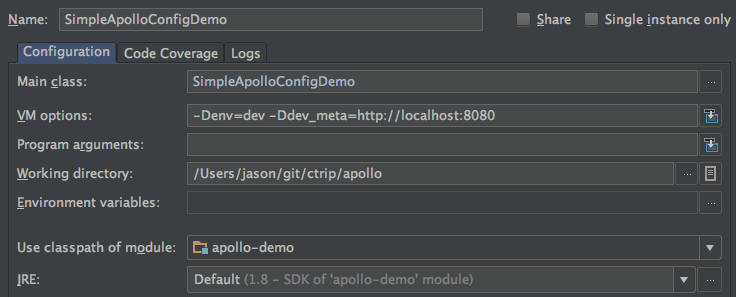 Name: SimpleApolloConfigDemo Share Single instance only
Configuration Code Coverage Logs
Main class: SimpleApolloConfigDemo ...
VM options: -Denv=dev -Ddev_meta=http://localhost:8080
Program arguments:
Working directory: /Users/jason/git/ctrip/apollo ...
Environment variables: ...
Use classpath of module: apollo-demo
JRE: Default (1.8 - SDK of 'apollo-demo' module) ...